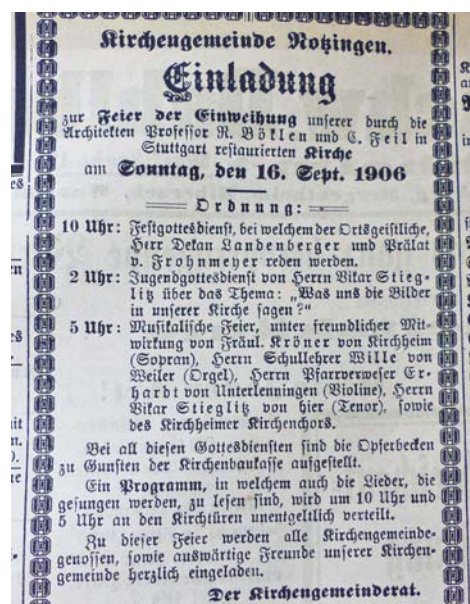 Kirchengemeinde Notzingen.
Einladung
zur Feier der Einweihung unserer durch die
Architekten Professor R. Böklen und C. Feil in
Stuttgart restaurierten Kirche
am Sonntag, den 16. Sept. 1906
Ordnung:
10 Uhr: Festgottesdienst, bei welchem der Ortsgeistliche,
Herr Dekan Landenberger und Prälat
v. Frohnmeyer reden werden.
2 Uhr: Jugendgottesdienst von Herrn Vikar Stieg-
litz über das Thema: „Was uns die Bilder
in unserer Kirche sagen?“
5 Uhr: Musikalische Feier, unter freundlicher Mit-
wirkung von Fräul. Kröner von Kirchheim
(Sopran), Herrn Schullehrer Wille von
Weiler (Orgel), Herrn Pfarrverweser Er-
hardt von Unterlenningen (Violine), Herrn
Vikar Stieglitz von hier (Tenor), sowie
des Kirchheimer Kirchenchors.
Bei all diesen Gottesdiensten sind die Opferbecken
zu Gunsten der Kirchenbaukasse aufgestellt.
Ein Programm, in welchem auch die Lieder, die
gesungen werden, zu lesen sind, wird um 10 Uhr und
5 Uhr an den Kirchtüren unentgeltlich verteilt.
Zu dieser Feier werden alle Kirchengemeinde-
genossen, sowie auswärtige Freunde unserer Kirchen-
gemeinde herzlich eingeladen.
Der Kirchengemeinderat.